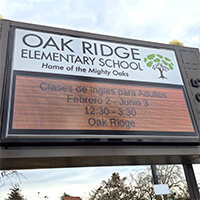 OAK RIDGE
ELEMENTARY SCHOOL
Home of the Mighty Oaks
Clases de Ingles para Adultos
Febrero 2 - Junio 3
12:30 - 3:30
Oak Ridge